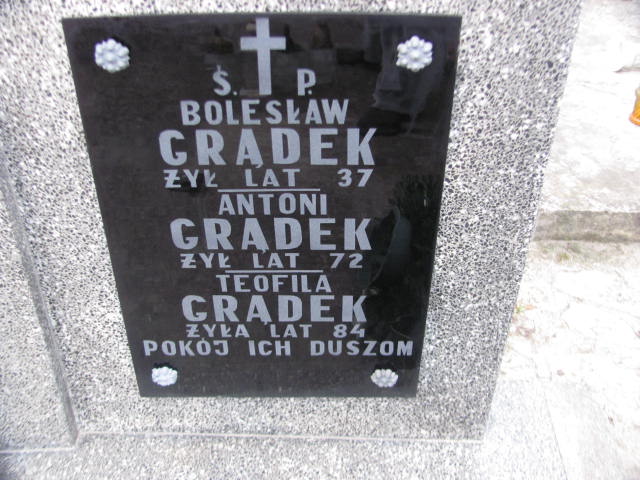 Ś. P.
BOLESŁAW
GRĄDEK
ŻYŁ LAT 37
ANTONI
GRĄDEK
ŻYŁ LAT 72
TEOFILA
GRĄDEK
ŻYŁA LAT 84
POKÓJ ICH DUSZOM